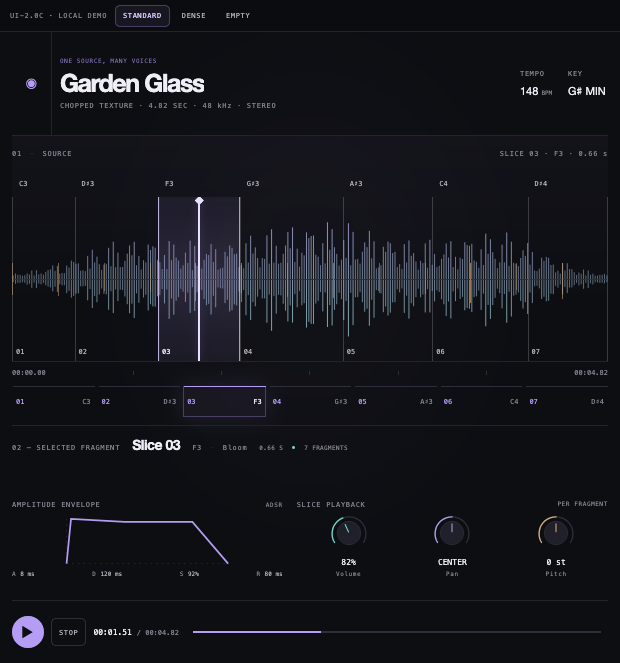 UI-2.0C · LOCAL DEMO STANDARD DENSE EMPTY
ONE SOURCE, MANY VOICES
Garden Glass
CHOPPED TEXTURE · 4.82 SEC · 48 kHz · STEREO
TEMPO KEY
148 BPM G# MIN
01 SOURCE SLICE 03 · F3 · 0.66 s
C3 D♯3 F3 G♯3 A♯3 C4 D♯4
01 02 03 04 05 06 07
00:00.00 00:04.82
01 C3 02 D♯3 03 F3 04 G♯3 05 A♯3 06 C4 07 D♯4
02 — SELECTED FRAGMENT Slice 03 F3 · Bloom 0.66 S 7 FRAGMENTS
AMPLITUDE ENVELOPE ADSR SLICE PLAYBACK PER FRAGMENT
82% CENTER 0 st
A 8 ms D 120 ms S 92% R 80 ms Volume Pan Pitch
STOP 00:01.51 / 00:04.82